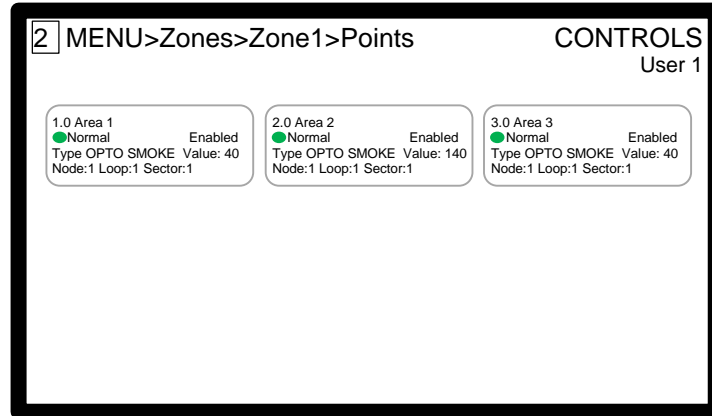 2 MENU>Zones>Zone1>Points
CONTROLS
User 1
1.0 Area 1
Normal Enabled
Type OPTO SMOKE Value: 40
Node:1 Loop:1 Sector:1
2.0 Area 2
Normal Enabled
Type OPTO SMOKE Value: 140
Node:1 Loop:1 Sector:1
3.0 Area 3
Normal Enabled
Type OPTO SMOKE Value: 40
Node:1 Loop:1 Sector:1